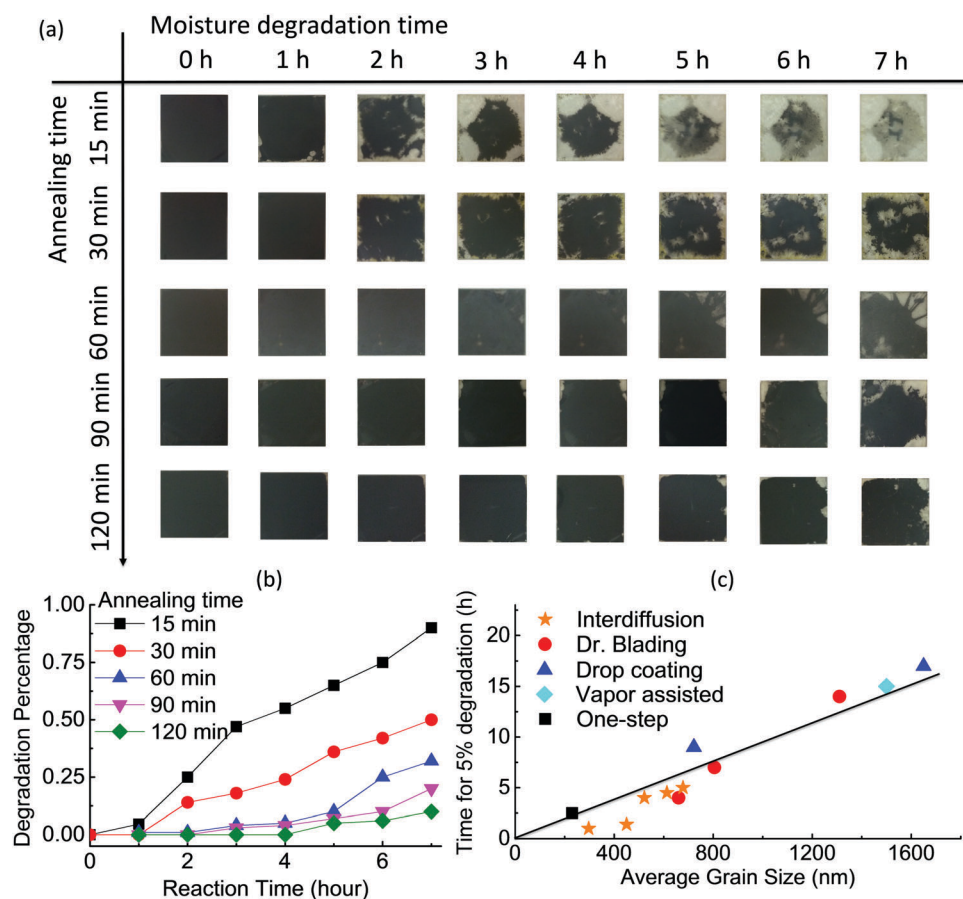 (a)
Moisture degradation time
0 h 1 h 2 h 3 h 4 h 5 h 6 h 7 h
Annealing time
15 min
30 min
60 min
90 min
120 min
(b)
Annealing time
15 min
30 min
60 min
90 min
120 min
Degradation Percentage
1.00
0.75
0.50
0.25
0.00
0 2 4 6
Reaction Time (hour)
(c)
Interdiffusion
Dr. Blading
Drop coating
Vapor assisted
One-step
Time for 5% degradation (h)
20
15
10
5
0
0 400 800 1200 1600
Average Grain Size (nm)